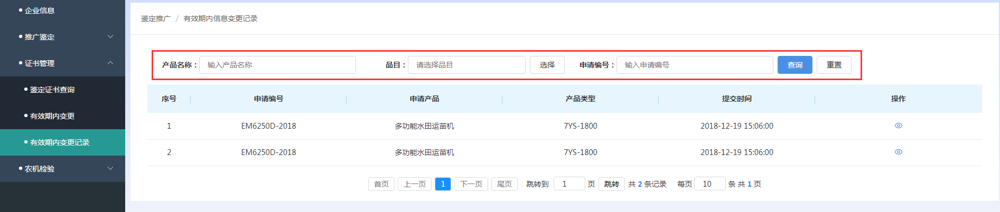 企业信息
推广鉴定
证书管理
鉴定证书查询
有效期内变更
有效期内变更记录
农机检验
鉴定推广 / 有效期内信息变更记录
产品名称： 输入产品名称 品目： 请选择品目 选择 申请编号： 输入申请编号 查询 重置
序号 申请编号 申请产品 产品类型 提交时间 操作
1 EM6250D-2018 多功能水田运苗机 7YS-1800 2018-12-19 15:06:00
2 EM6250D-2018 多功能水田运苗机 7YS-1800 2018-12-19 15:06:00
首页 上一页 1 下一页 尾页 跳转到 1 页 跳转 共 2 条记录 每页 10 条 共 1 页